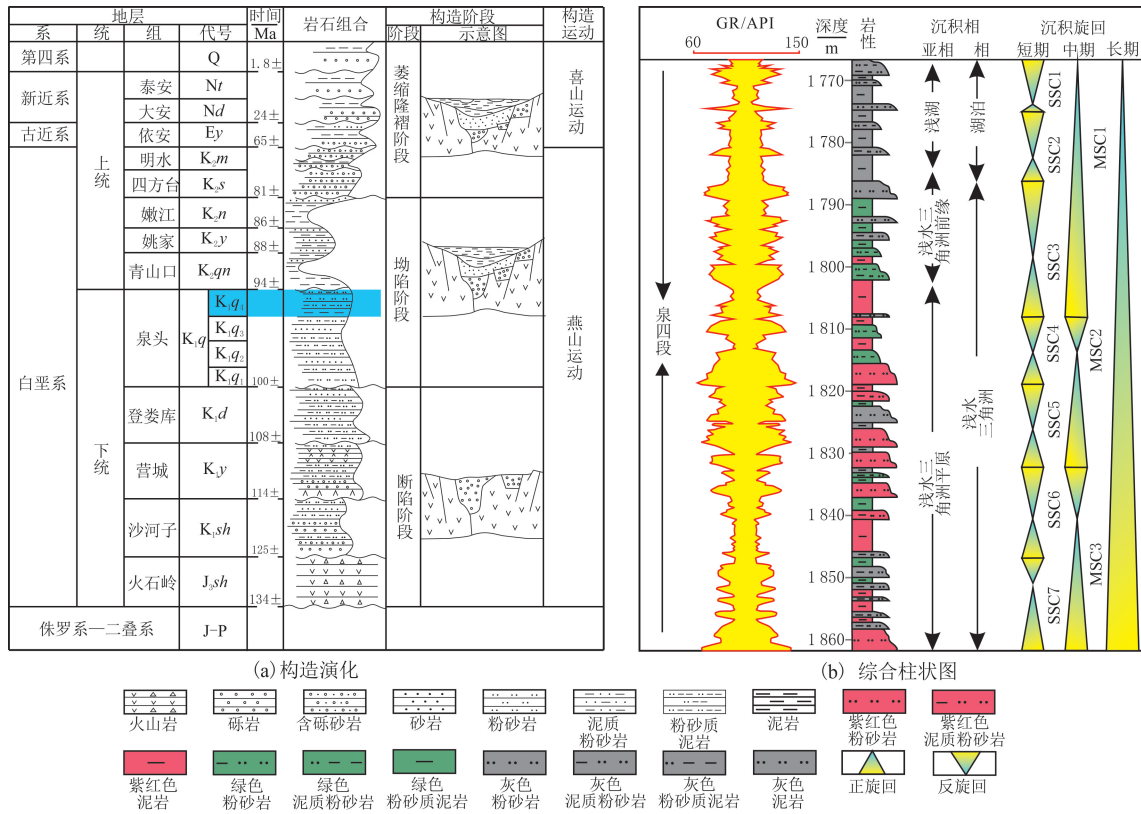 地层
时间
Ma
岩石组合
构造阶段
构造
运动
系
统
组
代号
阶段
示意图
第四系
Q
1.8±
新近系
泰安
Nt
大安
Nd
24±
古近系
依安
Ey
65±
萎缩隆褶阶段
喜山运动
白垩系
上统
明水
K₂m
四方台
K₂s
81±
嫩江
K₂n
86±
姚家
K₂y
88±
青山口
K₂qn
94±
坳陷阶段
燕山运动
下统
泉头
K₁q
K₁q₄
K₁q₃
K₁q₂
K₁q₁
100±
登娄库
K₁d
108±
营城
K₁y
114±
断陷阶段
沙河子
K₁sh
125±
火石岭
J₃sh
134±
侏罗系—二叠系
J-P
(a)构造演化
GR/API
60
150
深度
m
岩性
沉积相
亚相
相
沉积旋回
短期
中期
长期
泉四段
1 770
1 780
1 790
1 800
1 810
1 820
1 830
1 840
1 850
1 860
浅湖
浅水三
角洲前缘
浅水三
角洲平原
湖泊
浅水
三角洲
SSC1
SSC2
SSC3
SSC4
SSC5
SSC6
SSC7
MSC1
MSC2
MSC3
(b) 综合柱状图
火山岩
砾岩
含砾砂岩
砂岩
粉砂岩
泥质
粉砂岩
粉砂质
泥岩
泥岩
紫红色
粉砂岩
紫红色
泥质粉砂岩
紫红色
泥岩
绿色
粉砂岩
绿色
泥质粉砂岩
绿色
粉砂质泥岩
灰色
粉砂岩
灰色
泥质粉砂岩
灰色
粉砂质泥岩
灰色
泥岩
正旋回
反旋回